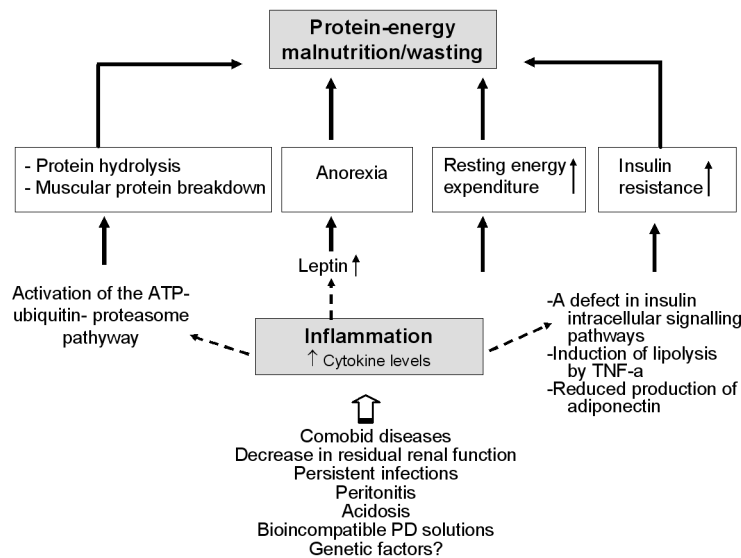 Protein-energy
malnutrition/wasting
- Protein hydrolysis
- Muscular protein breakdown
Anorexia
Resting energy
expenditure
Insulin
resistance
Leptin
Activation of the ATP-
ubiquitin- proteasome
pathyway
Inflammation
↑ Cytokine levels
-A defect in insulin
intracellular signalling
pathways
-Induction of lipolysis
by TNF-a
-Reduced production of
adiponectin
Comobid diseases
Decrease in residual renal function
Persistent infections
Peritonitis
Acidosis
Bioincompatible PD solutions
Genetic factors?